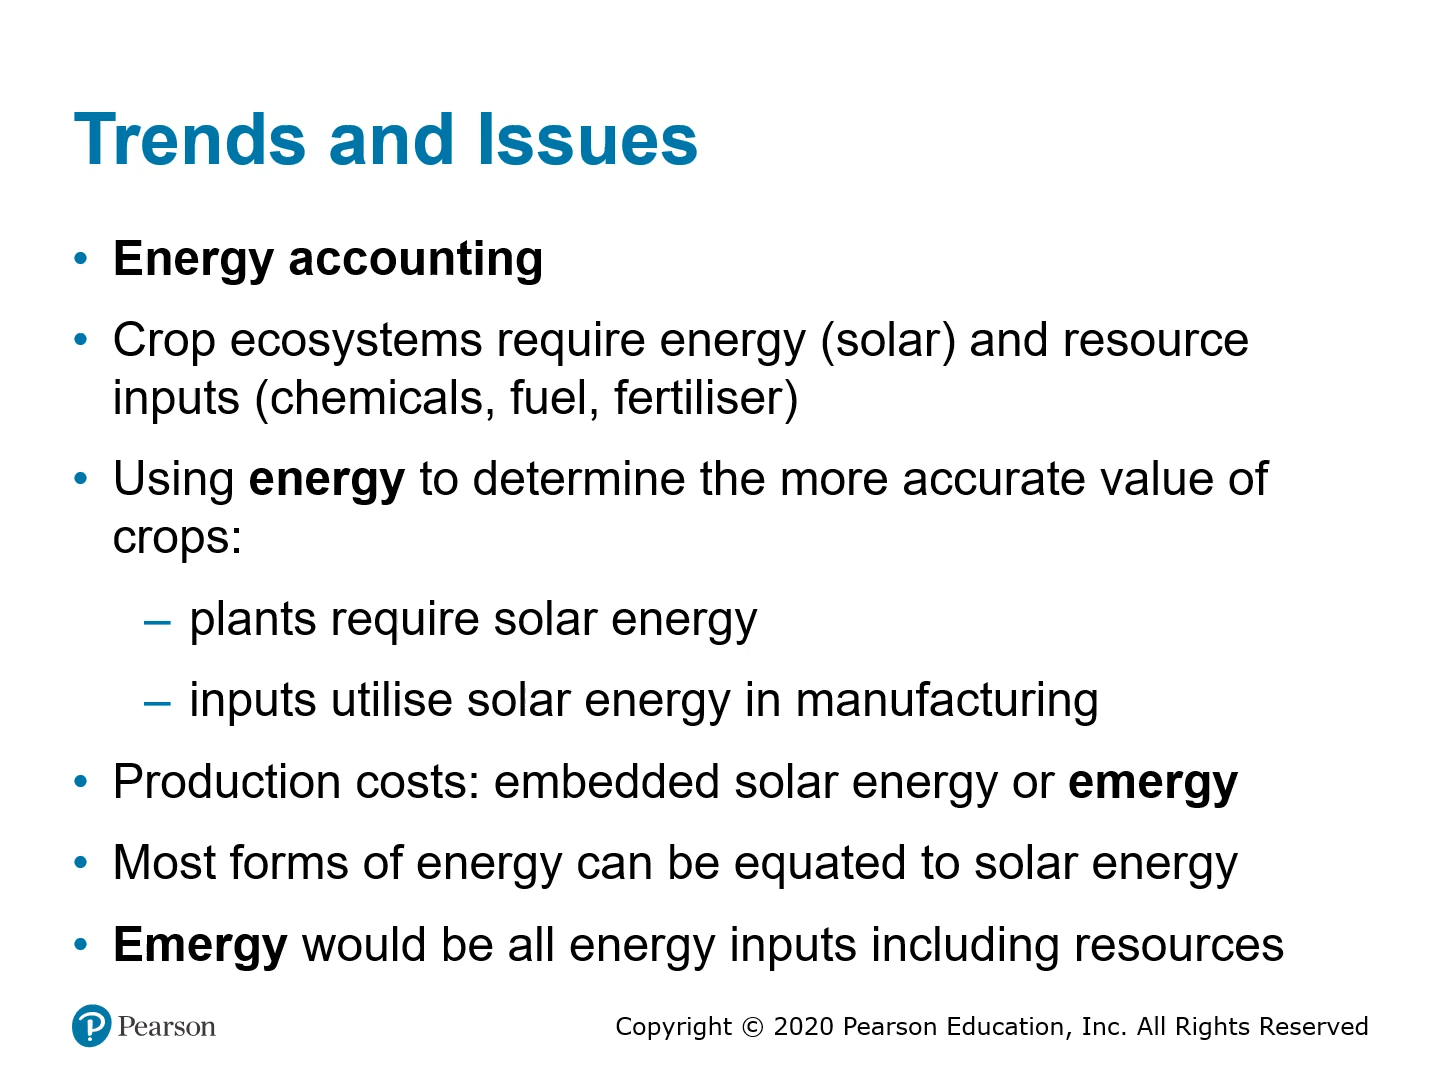 Trends and Issues
• Energy accounting
• Crop ecosystems require energy (solar) and resource
inputs (chemicals, fuel, fertiliser)
• Using energy to determine the more accurate value of
crops:
– plants require solar energy
– inputs utilise solar energy in manufacturing
• Production costs: embedded solar energy or emergy
• Most forms of energy can be equated to solar energy
• Emergy would be all energy inputs including resources
Pearson
Copyright © 2020 Pearson Education, Inc. All Rights Reserved